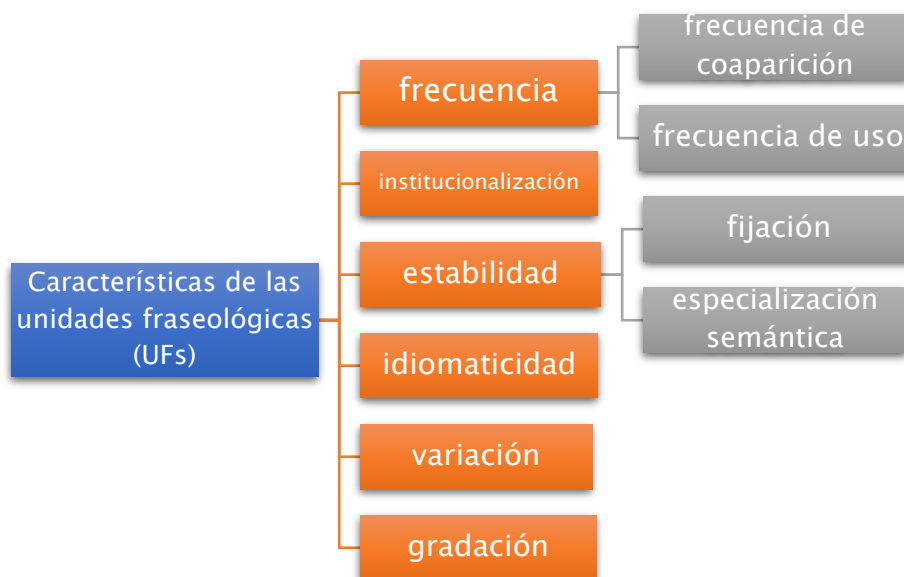 Características de las
unidades fraseológicas
(UFs)
frecuencia
frecuencia de
coaparición
frecuencia de uso
institucionalización
estabilidad
fijación
especialización
semántica
idiomaticidad
variación
gradación